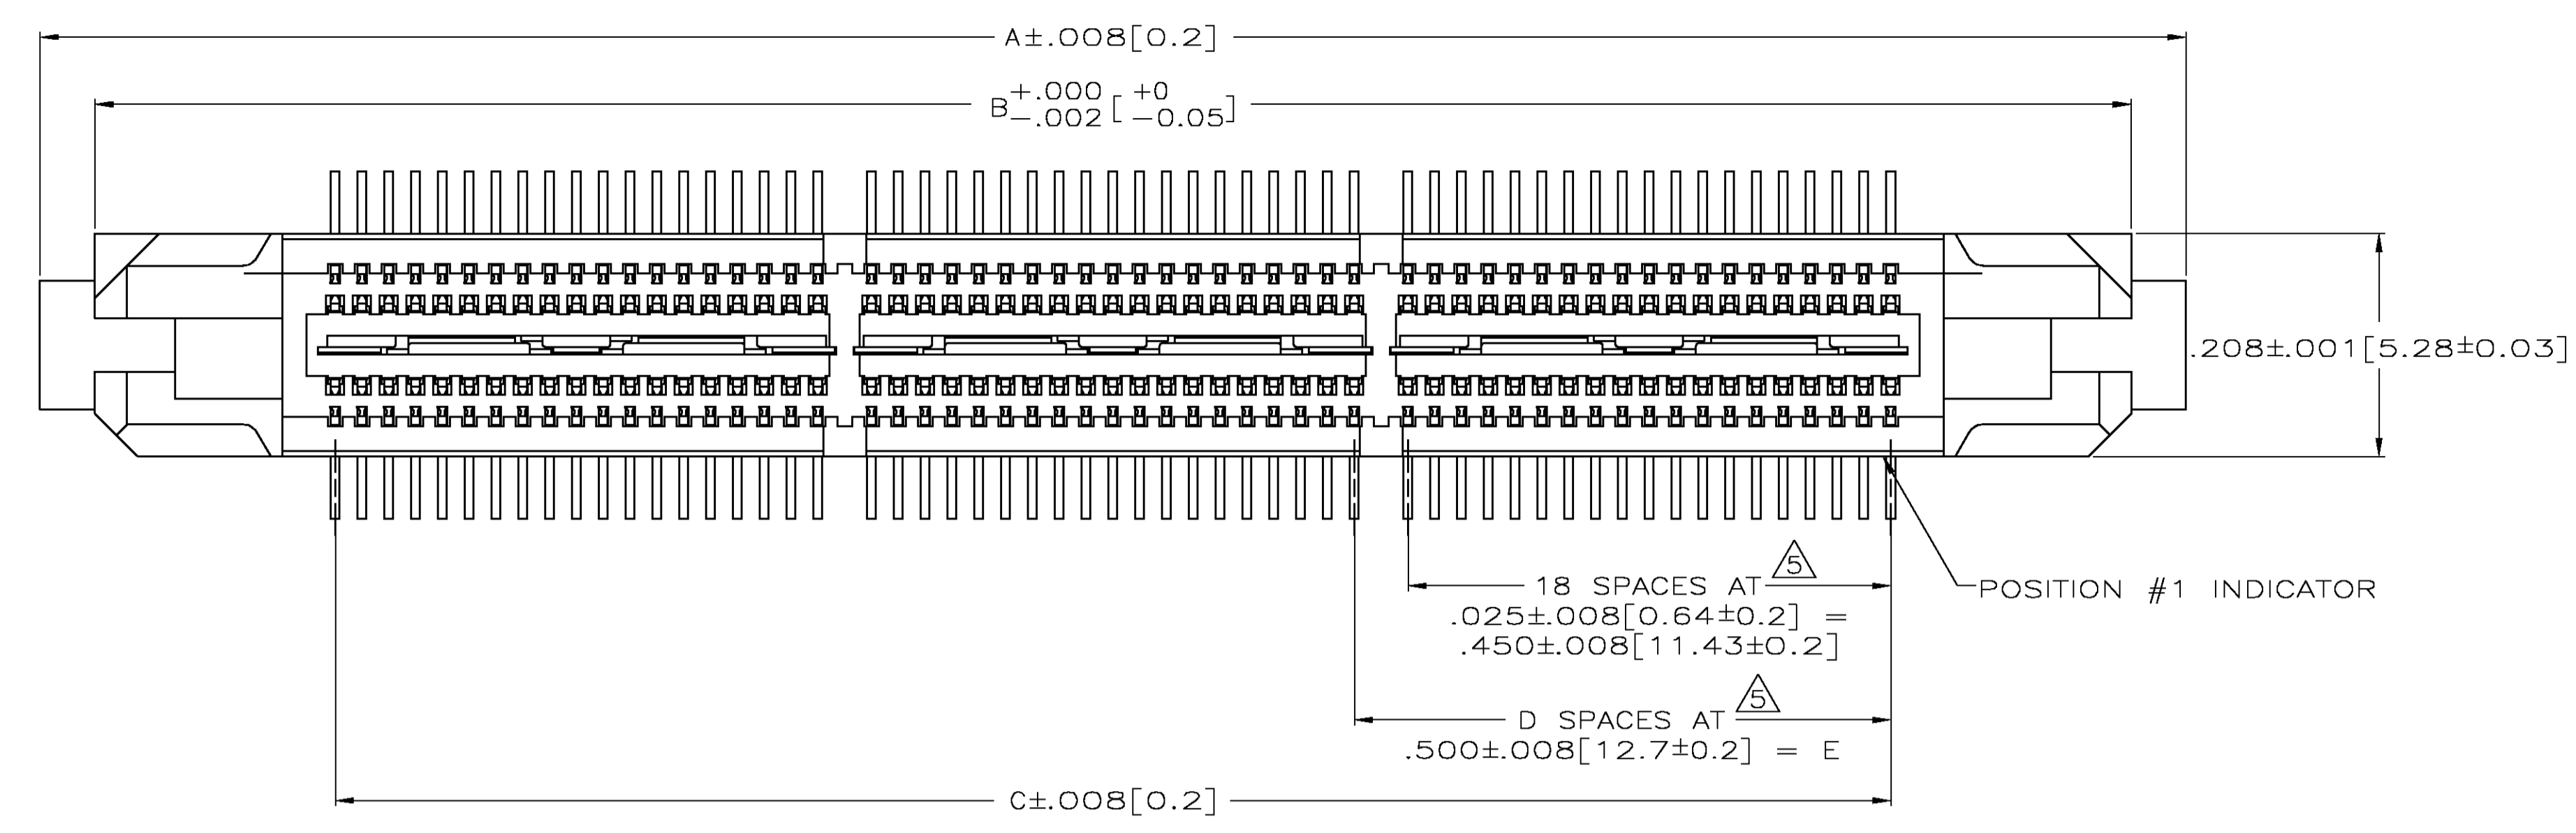 A±.008[0.2]
B+.000 -.002 [+0 -0.05]
.208±.001[5.28±0.03]
5
18 SPACES AT
.025±.008[0.64±0.2] =
.450±.008[11.43±0.2]
POSITION #1 INDICATOR
5
D SPACES AT
.500±.008[12.7±0.2] = E
C±.008[0.2]